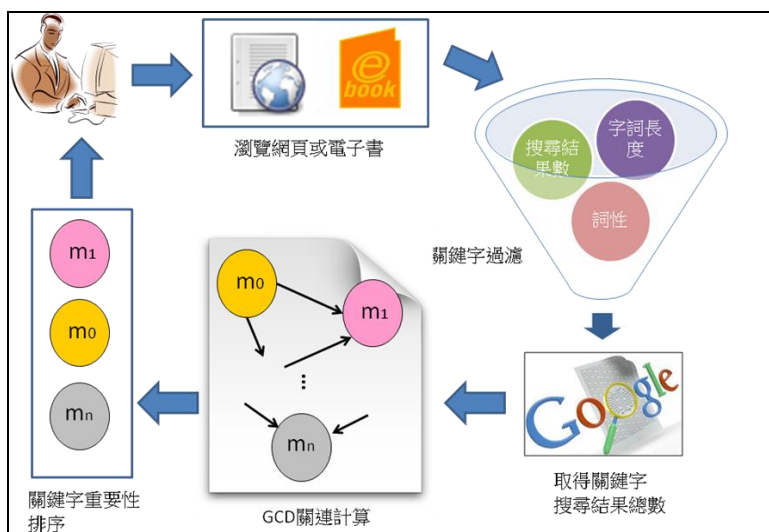 e
book
瀏覽網頁或電子書
搜尋結
果數
字詞長
度
詞性
關鍵字過濾
Google
取得關鍵字
搜尋結果總數
m0
m1
⋮
mn
GCD關連計算
m1
m0
mn
關鍵字重要性
排序